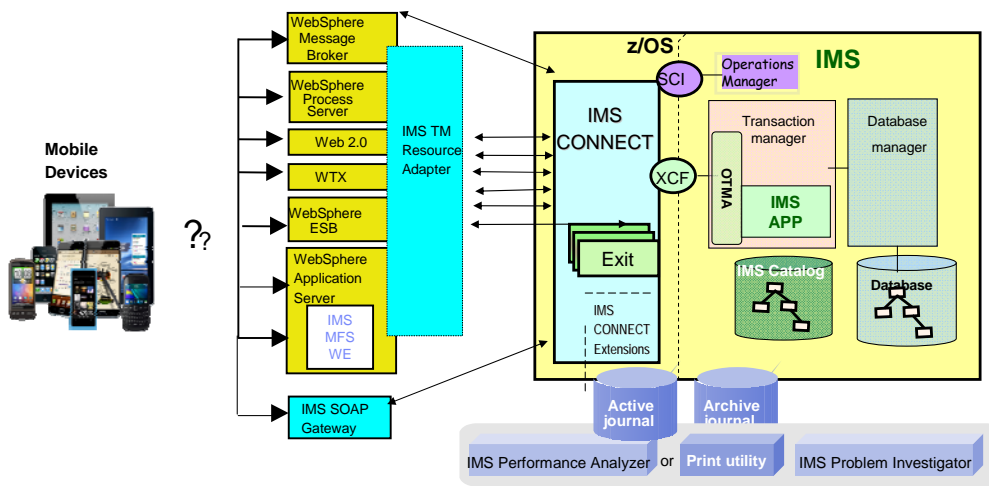 Mobile
Devices
??
WebSphere
Message
Broker
WebSphere
Process
Server
Web 2.0
WTX
WebSphere
ESB
WebSphere
Application
Server
IMS
MFS
WE
IMS SOAP
Gateway
IMS TM
Resource
Adapter
z/OS
IMS
IMS
CONNECT
SCI
Operations
Manager
XCF
Transaction
manager
OTMA
IMS
APP
Database
manager
Exit
IMS
CONNECT
Extensions
IMS Catalog
Database
Active
journal
Archive
journal
IMS Performance Analyzer
or
Print utility
IMS Problem Investigator